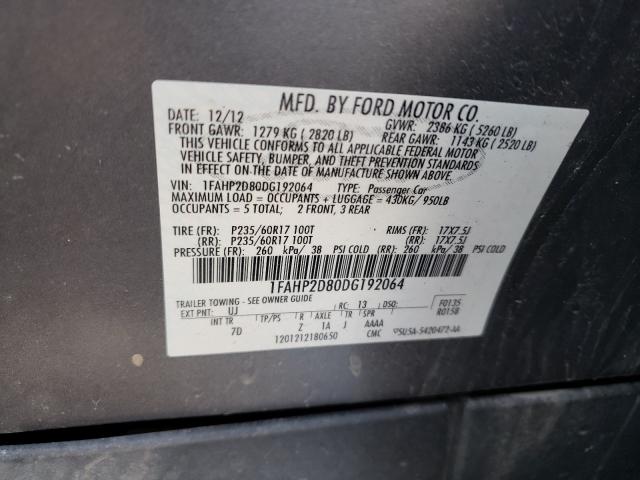 MFD. BY FORD MOTOR CO.
DATE: 12/12 GVWR: 2386 KG ( 5260 LB)
FRONT GAWR: 1279 KG ( 2820 LB) REAR GAWR: 1143 KG ( 2520 LB)
THIS VEHICLE CONFORMS TO ALL APPLICABLE FEDERAL MOTOR
VEHICLE SAFETY, BUMPER, AND THEFT PREVENTION STANDARDS
IN EFFECT ON THE DATE OF MANUFACTURE SHOWN ABOVE.
VIN: 1FAHP2D80DG192064 TYPE: Passenger Car
MAXIMUM LOAD = OCCUPANTS + LUGGAGE = 430KG/ 950LB
OCCUPANTS = 5 TOTAL; 2 FRONT, 3 REAR
TIRE (FR): P235/60R17 100T RIMS (FR): 17X7.5J
(RR): P235/60R17 100T (RR): 17X7.5J
PRESSURE (FR): 260 kPa/ 38 PSI COLD (RR): 260 kPa/ 38 PSI COLD
1FAHP2D80DG192064
TRAILER TOWING - SEE OWNER GUIDE
EXT PNT: UJ RC: 13 DSO: F0135
INT TR TP/PS R AXLE TR SPR R0158
7D Z 1A J AAAA
1201212180650 CMC 5U5A-5420472-AA